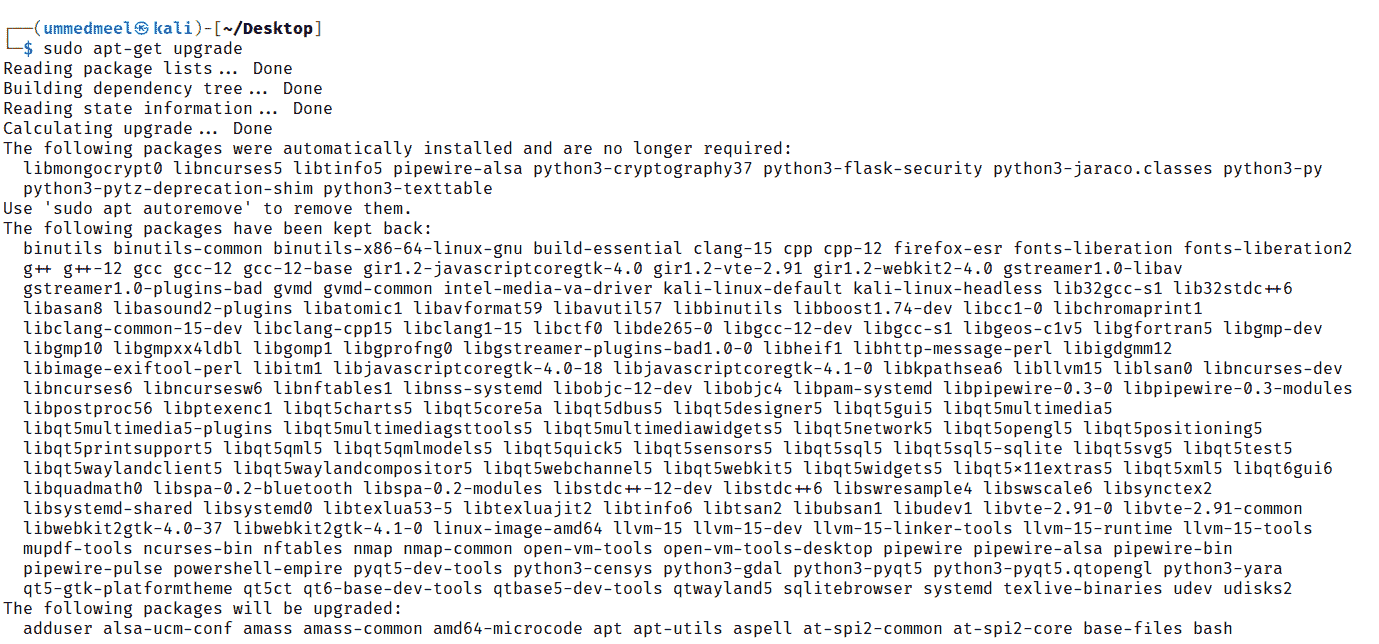 ┌──(ummedmeel㉿kali)-[~/Desktop]
└─$ sudo apt-get upgrade
Reading package lists... Done
Building dependency tree... Done
Reading state information... Done
Calculating upgrade... Done
The following packages were automatically installed and are no longer required:
  libmongocrypt0 libncurses5 libtinfo5 pipewire-alsa python3-cryptography37 python3-flask-security python3-jaraco.classes python3-py
  python3-pytz-deprecation-shim python3-texttable
Use 'sudo apt autoremove' to remove them.
The following packages have been kept back:
  binutils binutils-common binutils-x86-64-linux-gnu build-essential clang-15 cpp cpp-12 firefox-esr fonts-liberation fonts-liberation2
  g++ g++-12 gcc gcc-12 gcc-12-base gir1.2-javascriptcoregtk-4.0 gir1.2-vte-2.91 gir1.2-webkit2-4.0 gstreamer1.0-libav
  gstreamer1.0-plugins-bad gvmd gvmd-common intel-media-va-driver kali-linux-default kali-linux-headless lib32gcc-s1 lib32stdc++6
  libasan8 libasound2-plugins libatomic1 libavformat59 libavutil57 libbinutils libboost1.74-dev libcc1-0 libchromaprint1
  libclang-common-15-dev libclang-cpp15 libclang1-15 libctf0 libde265-0 libgcc-12-dev libgcc-s1 libgeos-c1v5 libgfortran5 libgmp-dev
  libgmp10 libgmpxx4ldbl libgomp1 libgprofng0 libgstreamer-plugins-bad1.0-0 libheif1 libhttp-message-perl libigdgmm12
  libimage-exiftool-perl libitm1 libjavascriptcoregtk-4.0-18 libjavascriptcoregtk-4.1-0 libkpathsea6 libllvm15 liblsan0 libncurses-dev
  libncurses6 libncursesw6 libnftables1 libnss-systemd libobjc-12-dev libobjc4 libpam-systemd libpipewire-0.3-0 libpipewire-0.3-modules
  libpostproc56 libptexenc1 libqt5charts5 libqt5core5a libqt5dbus5 libqt5designer5 libqt5gui5 libqt5multimedia5
  libqt5multimedia5-plugins libqt5multimediagsttools5 libqt5multimediawidgets5 libqt5network5 libqt5opengl5 libqt5positioning5
  libqt5printsupport5 libqt5qml5 libqt5qmlmodels5 libqt5quick5 libqt5sensors5 libqt5sql5 libqt5sql5-sqlite libqt5svg5 libqt5test5
  libqt5waylandclient5 libqt5waylandcompositor5 libqt5webchannel5 libqt5webkit5 libqt5widgets5 libqt5×11extras5 libqt5xml5 libqt6gui6
  libquadmath0 libspa-0.2-bluetooth libspa-0.2-modules libstdc++-12-dev libstdc++6 libswresample4 libswscale6 libsynctex2
  libsystemd-shared libsystemd0 libtexlua53-5 libtexluajit2 libtinfo6 libtsan2 libubsan1 libudev1 libvte-2.91-0 libvte-2.91-common
  libwebkit2gtk-4.0-37 libwebkit2gtk-4.1-0 linux-image-amd64 llvm-15 llvm-15-dev llvm-15-linker-tools llvm-15-runtime llvm-15-tools
  mupdf-tools ncurses-bin nftables nmap nmap-common open-vm-tools open-vm-tools-desktop pipewire pipewire-alsa pipewire-bin
  pipewire-pulse powershell-empire pyqt5-dev-tools python3-censys python3-gdal python3-pyqt5 python3-pyqt5.qtopengl python3-yara
  qt5-gtk-platformtheme qt5ct qt6-base-dev-tools qtbase5-dev-tools qtwayland5 sqlitebrowser systemd texlive-binaries udev udisks2
The following packages will be upgraded:
  adduser alsa-ucm-conf amass amass-common amd64-microcode apt apt-utils aspell at-spi2-common at-spi2-core base-files bash